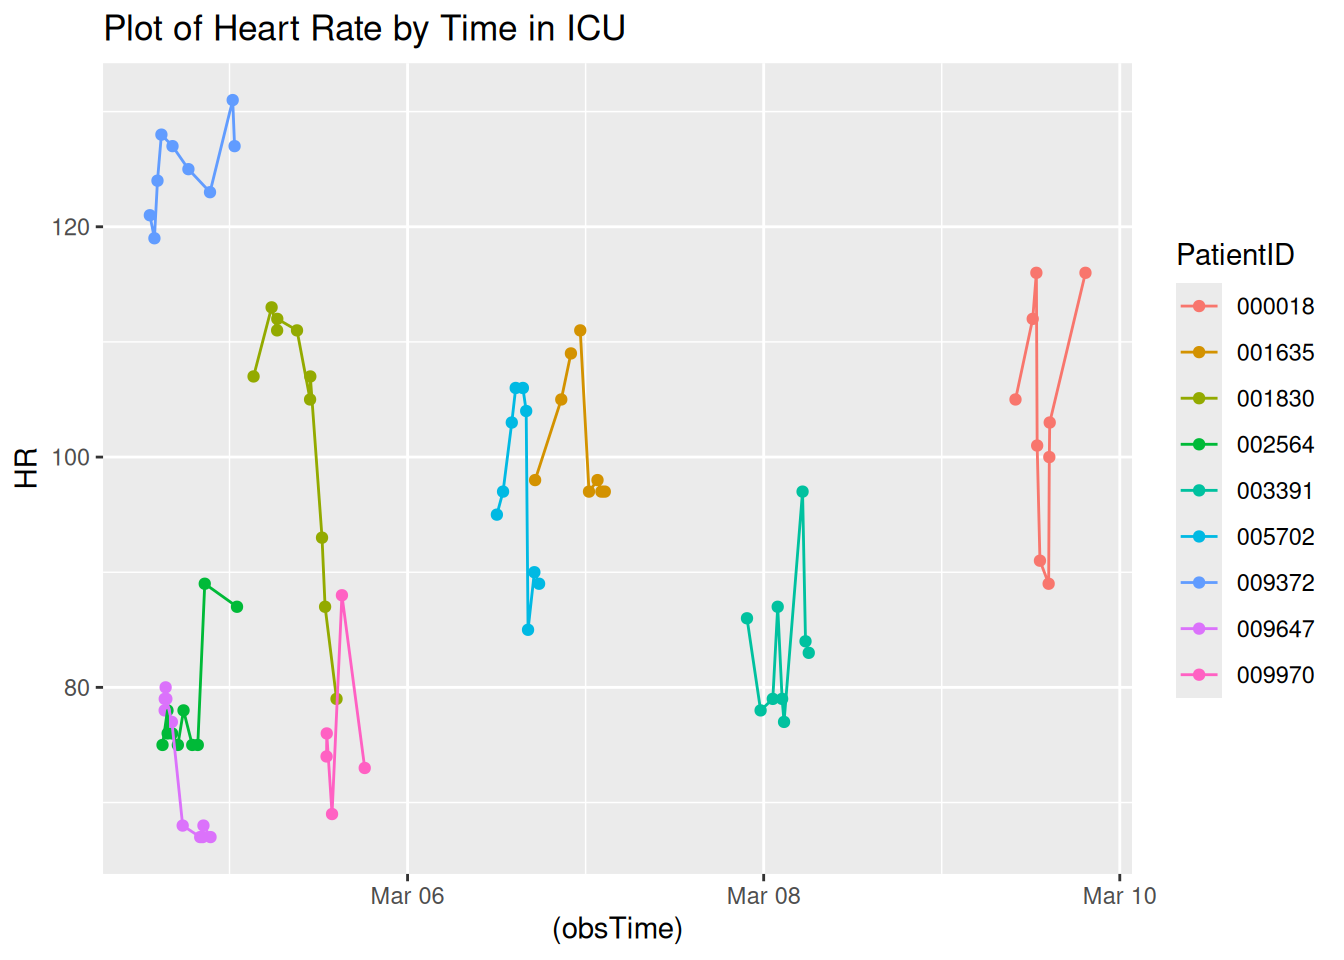 Plot of Heart Rate by Time in ICU
HR
120
100
80
Mar 06
Mar 08
Mar 10
(obsTime)
PatientID
000018
001635
001830
002564
003391
005702
009372
009647
009970